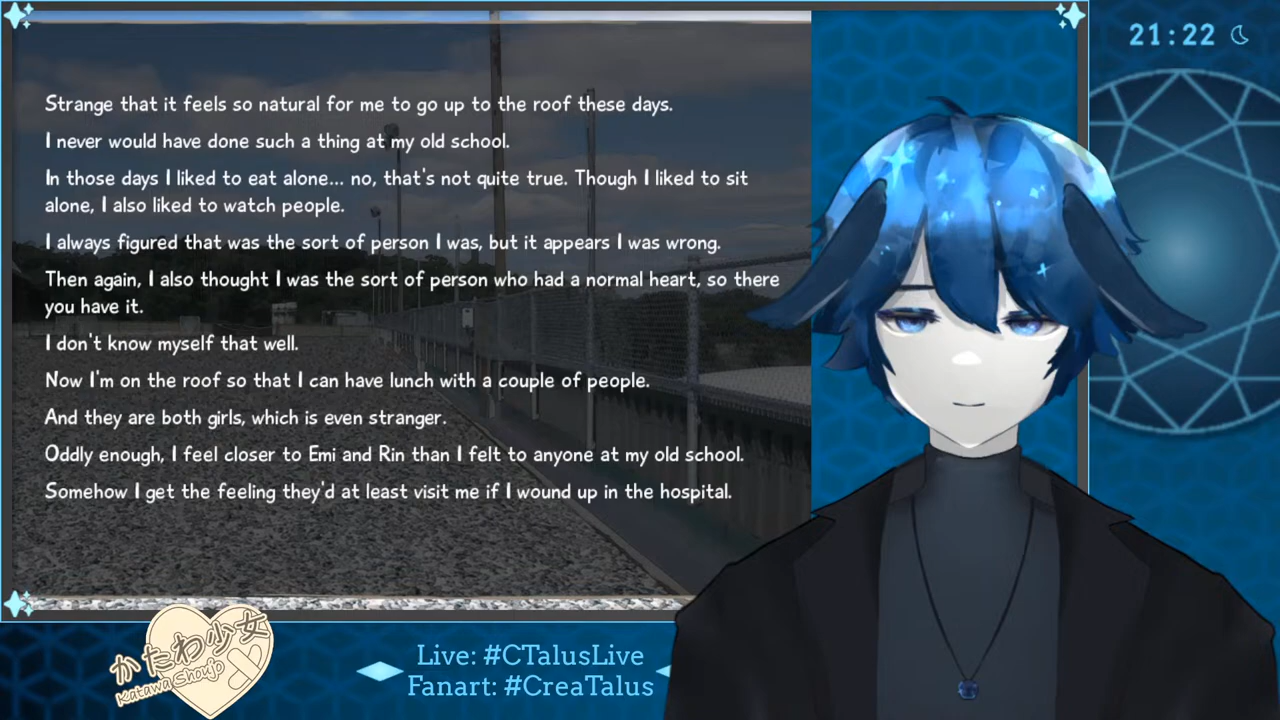 21:22
Strange that it feels so natural for me to go up to the roof these days.
I never would have done such a thing at my old school.
In those days I liked to eat alone... no, that's not quite true. Though I liked to sit
alone, I also liked to watch people.
I always figured that was the sort of person I was, but it appears I was wrong.
Then again, I also thought I was the sort of person who had a normal heart, so there
you have it.
I don't know myself that well.
Now I'm on the roof so that I can have lunch with a couple of people.
And they are both girls, which is even stranger.
Oddly enough, I feel closer to Emi and Rin than I felt to anyone at my old school.
Somehow I get the feeling they'd at least visit me if I wound up in the hospital.
かたわ少女
Katawa Shoujo
Live: #CTalusLive
Fanart: #CreaTalus